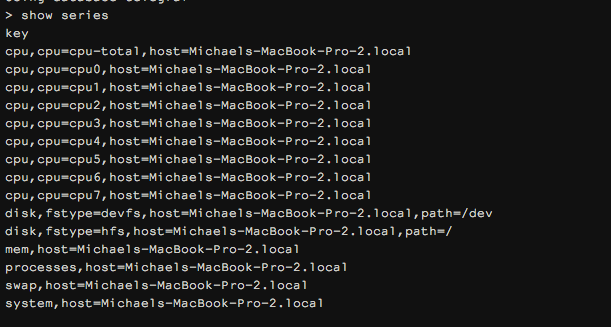 > show series
key
cpu,cpu=cpu-total,host=Michaels-MacBook-Pro-2.local
cpu,cpu=cpu0,host=Michaels-MacBook-Pro-2.local
cpu,cpu=cpu1,host=Michaels-MacBook-Pro-2.local
cpu,cpu=cpu2,host=Michaels-MacBook-Pro-2.local
cpu,cpu=cpu3,host=Michaels-MacBook-Pro-2.local
cpu,cpu=cpu4,host=Michaels-MacBook-Pro-2.local
cpu,cpu=cpu5,host=Michaels-MacBook-Pro-2.local
cpu,cpu=cpu6,host=Michaels-MacBook-Pro-2.local
cpu,cpu=cpu7,host=Michaels-MacBook-Pro-2.local
disk,fstype=devfs,host=Michaels-MacBook-Pro-2.local,path=/dev
disk,fstype=hfs,host=Michaels-MacBook-Pro-2.local,path=/
mem,host=Michaels-MacBook-Pro-2.local
processes,host=Michaels-MacBook-Pro-2.local
swap,host=Michaels-MacBook-Pro-2.local
system,host=Michaels-MacBook-Pro-2.local